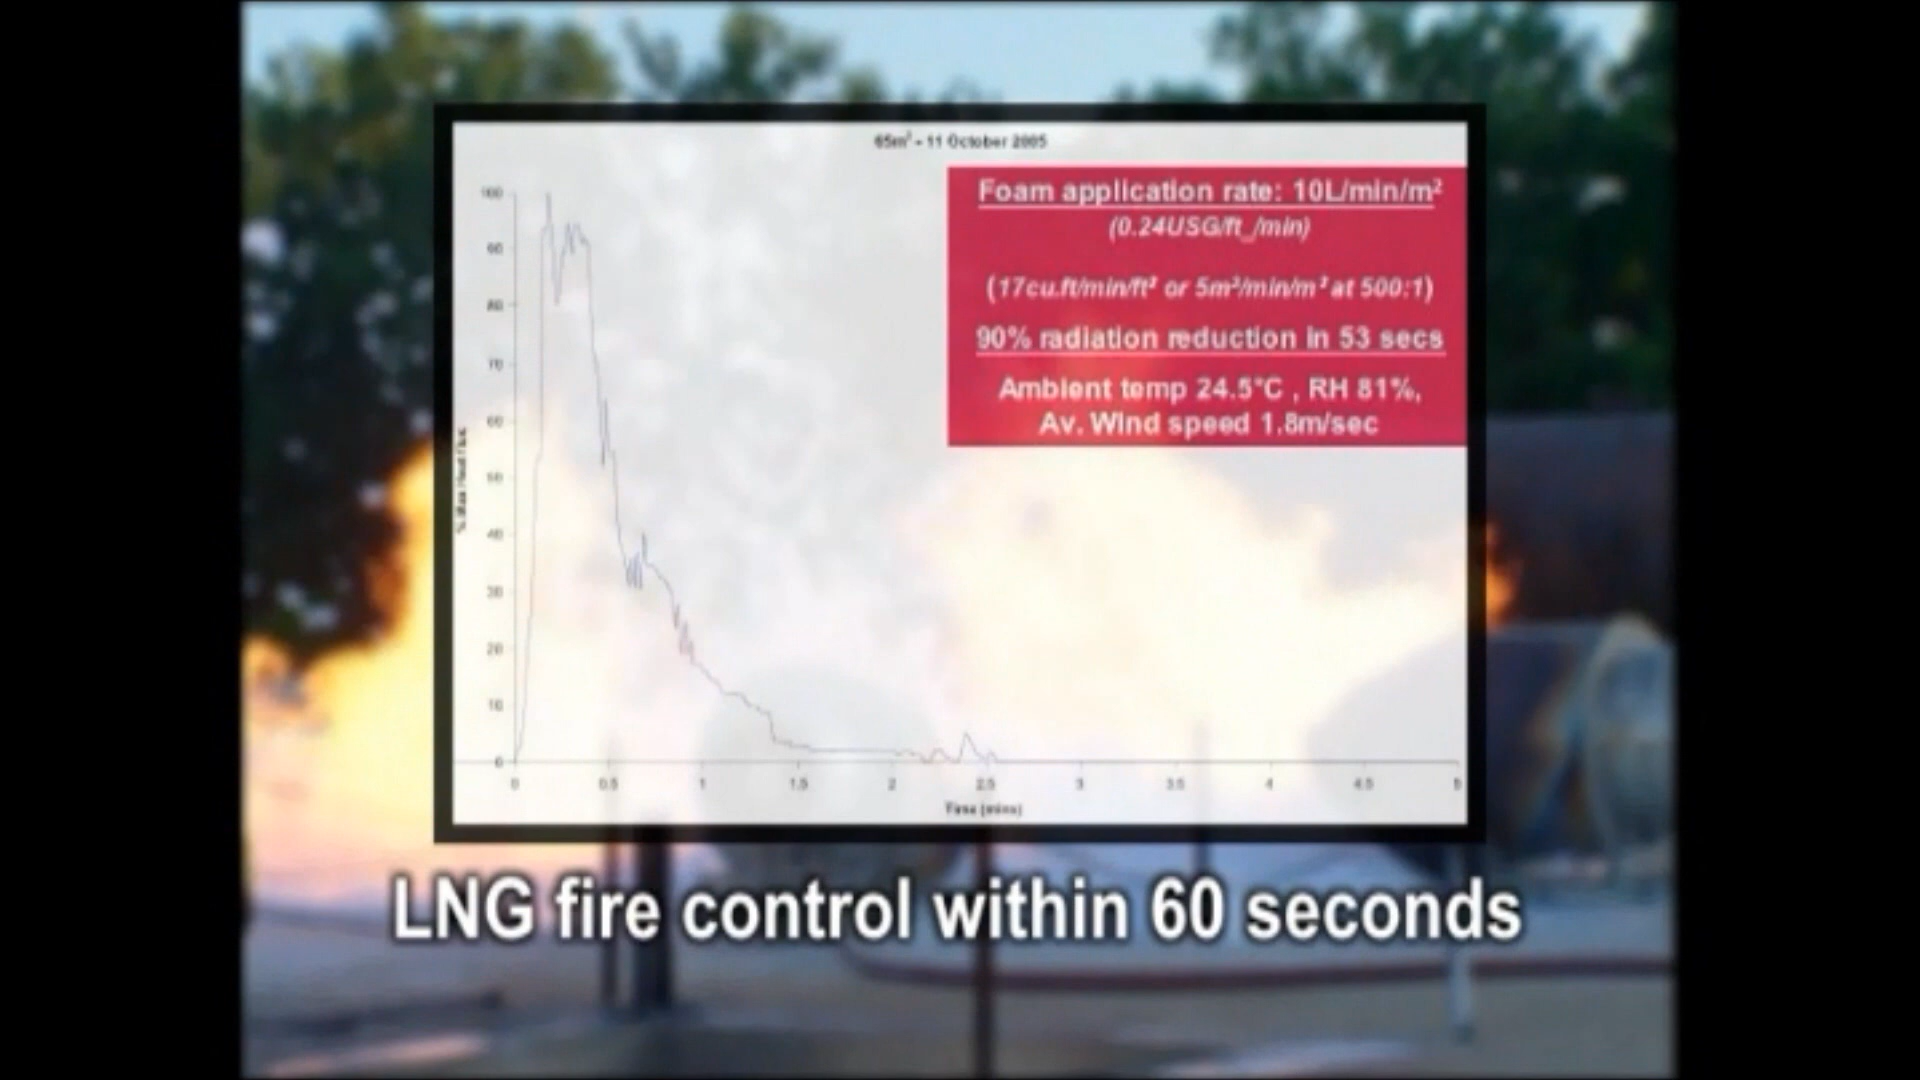 65m² - 11 October 2005
Foam application rate: 10L/min/m²
(0.24USG/ft_/min)
(17cu.ft/min/ft² or 5m³/min/m² at 500:1)
90% radiation reduction in 53 secs
Ambient temp 24.5°C , RH 81%,
Av. Wind speed 1.8m/sec
100
90
80
70
60
50
40
30
20
10
0
% Max Heat Flux
0 0.5 1 1.5 2 2.5 3 3.5 4 4.5 5
Time (mins)
LNG fire control within 60 seconds